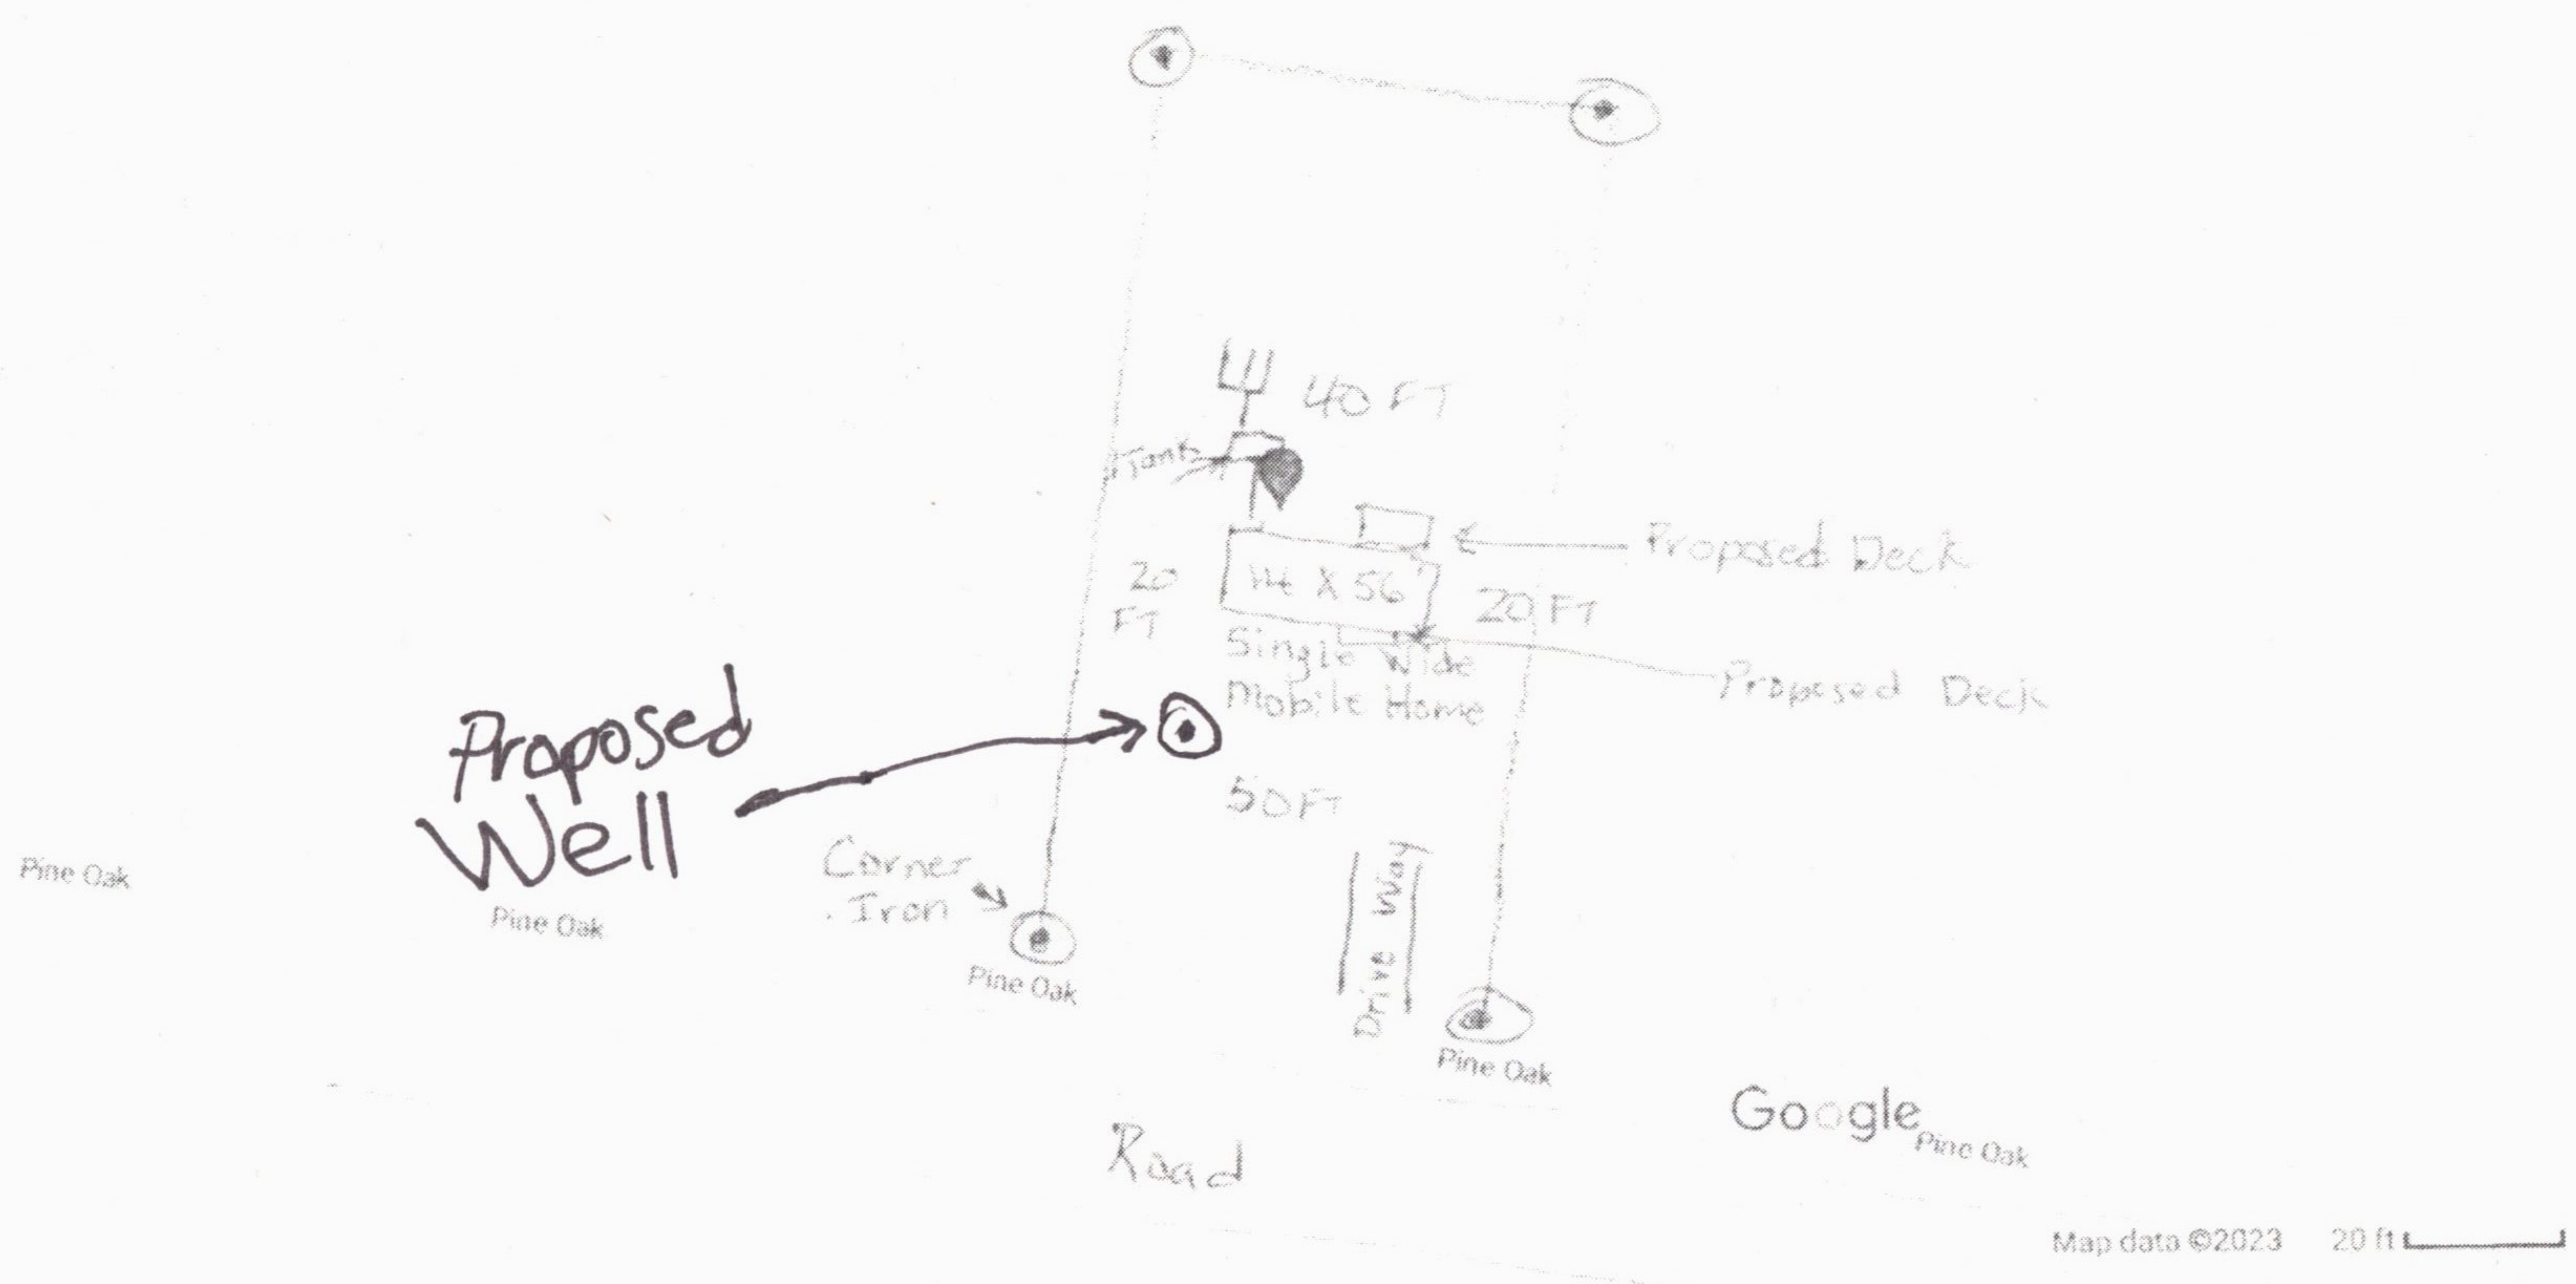 40 FT
Tank
Proposed Deck
14 X 56
20
FT
20 FT
Single Wide
Mobile Home
Proposed Deck
Proposed
Well
50 FT
Corner
Iron
Drive Way
Pine Oak
Pine Oak
Pine Oak
Pine Oak
Google
Pine Oak
Road
Map data ©2023 20 ft